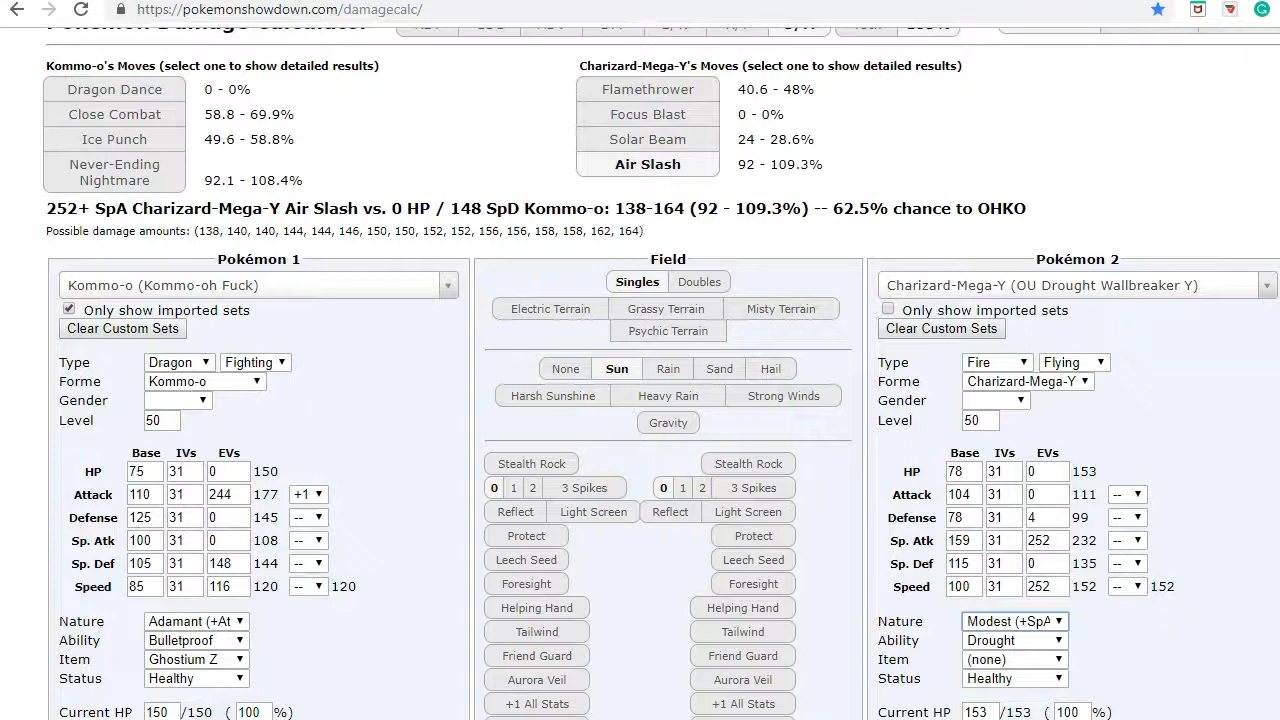 https://pokemonshowdown.com/damagecalc/
Kommo-o's Moves (select one to show detailed results)
Dragon Dance 0 - 0%
Close Combat 58.8 - 69.9%
Ice Punch 49.6 - 58.8%
Never-Ending Nightmare 92.1 - 108.4%
Charizard-Mega-Y's Moves (select one to show detailed results)
Flamethrower 40.6 - 48%
Focus Blast 0 - 0%
Solar Beam 24 - 28.6%
Air Slash 92 - 109.3%
252+ SpA Charizard-Mega-Y Air Slash vs. 0 HP / 148 SpD Kommo-o: 138-164 (92 - 109.3%) -- 62.5% chance to OHKO
Possible damage amounts: (138, 140, 140, 144, 144, 146, 150, 150, 152, 152, 156, 156, 158, 158, 162, 164)
Pokémon 1
Kommo-o (Kommo-oh Fuck)
Only show imported sets
Clear Custom Sets
Type Dragon Fighting
Forme Kommo-o
Gender
Level 50
Base IVs EVs
HP 75 31 0 150
Attack 110 31 244 177 +1
Defense 125 31 0 145 --
Sp. Atk 100 31 0 108 --
Sp. Def 105 31 148 144 --
Speed 85 31 116 120 -- 120
Nature Adamant (+At
Ability Bulletproof
Item Ghostium Z
Status Healthy
Current HP 150 /150 ( 100 %)
Field
Singles Doubles
Electric Terrain Grassy Terrain Misty Terrain
Psychic Terrain
None Sun Rain Sand Hail
Harsh Sunshine Heavy Rain Strong Winds
Gravity
Stealth Rock Stealth Rock
0 1 2 3 Spikes 0 1 2 3 Spikes
Reflect Light Screen Reflect Light Screen
Protect Protect
Leech Seed Leech Seed
Foresight Foresight
Helping Hand Helping Hand
Tailwind Tailwind
Friend Guard Friend Guard
Aurora Veil Aurora Veil
+1 All Stats +1 All Stats
Pokémon 2
Charizard-Mega-Y (OU Drought Wallbreaker Y)
Only show imported sets
Clear Custom Sets
Type Fire Flying
Forme Charizard-Mega-Y
Gender
Level 50
Base IVs EVs
HP 78 31 0 153
Attack 104 31 0 111 --
Defense 78 31 4 99 --
Sp. Atk 159 31 252 232 --
Sp. Def 115 31 0 135 --
Speed 100 31 252 152 -- 152
Nature Modest (+SpA
Ability Drought
Item (none)
Status Healthy
Current HP 153 /153 ( 100 %)